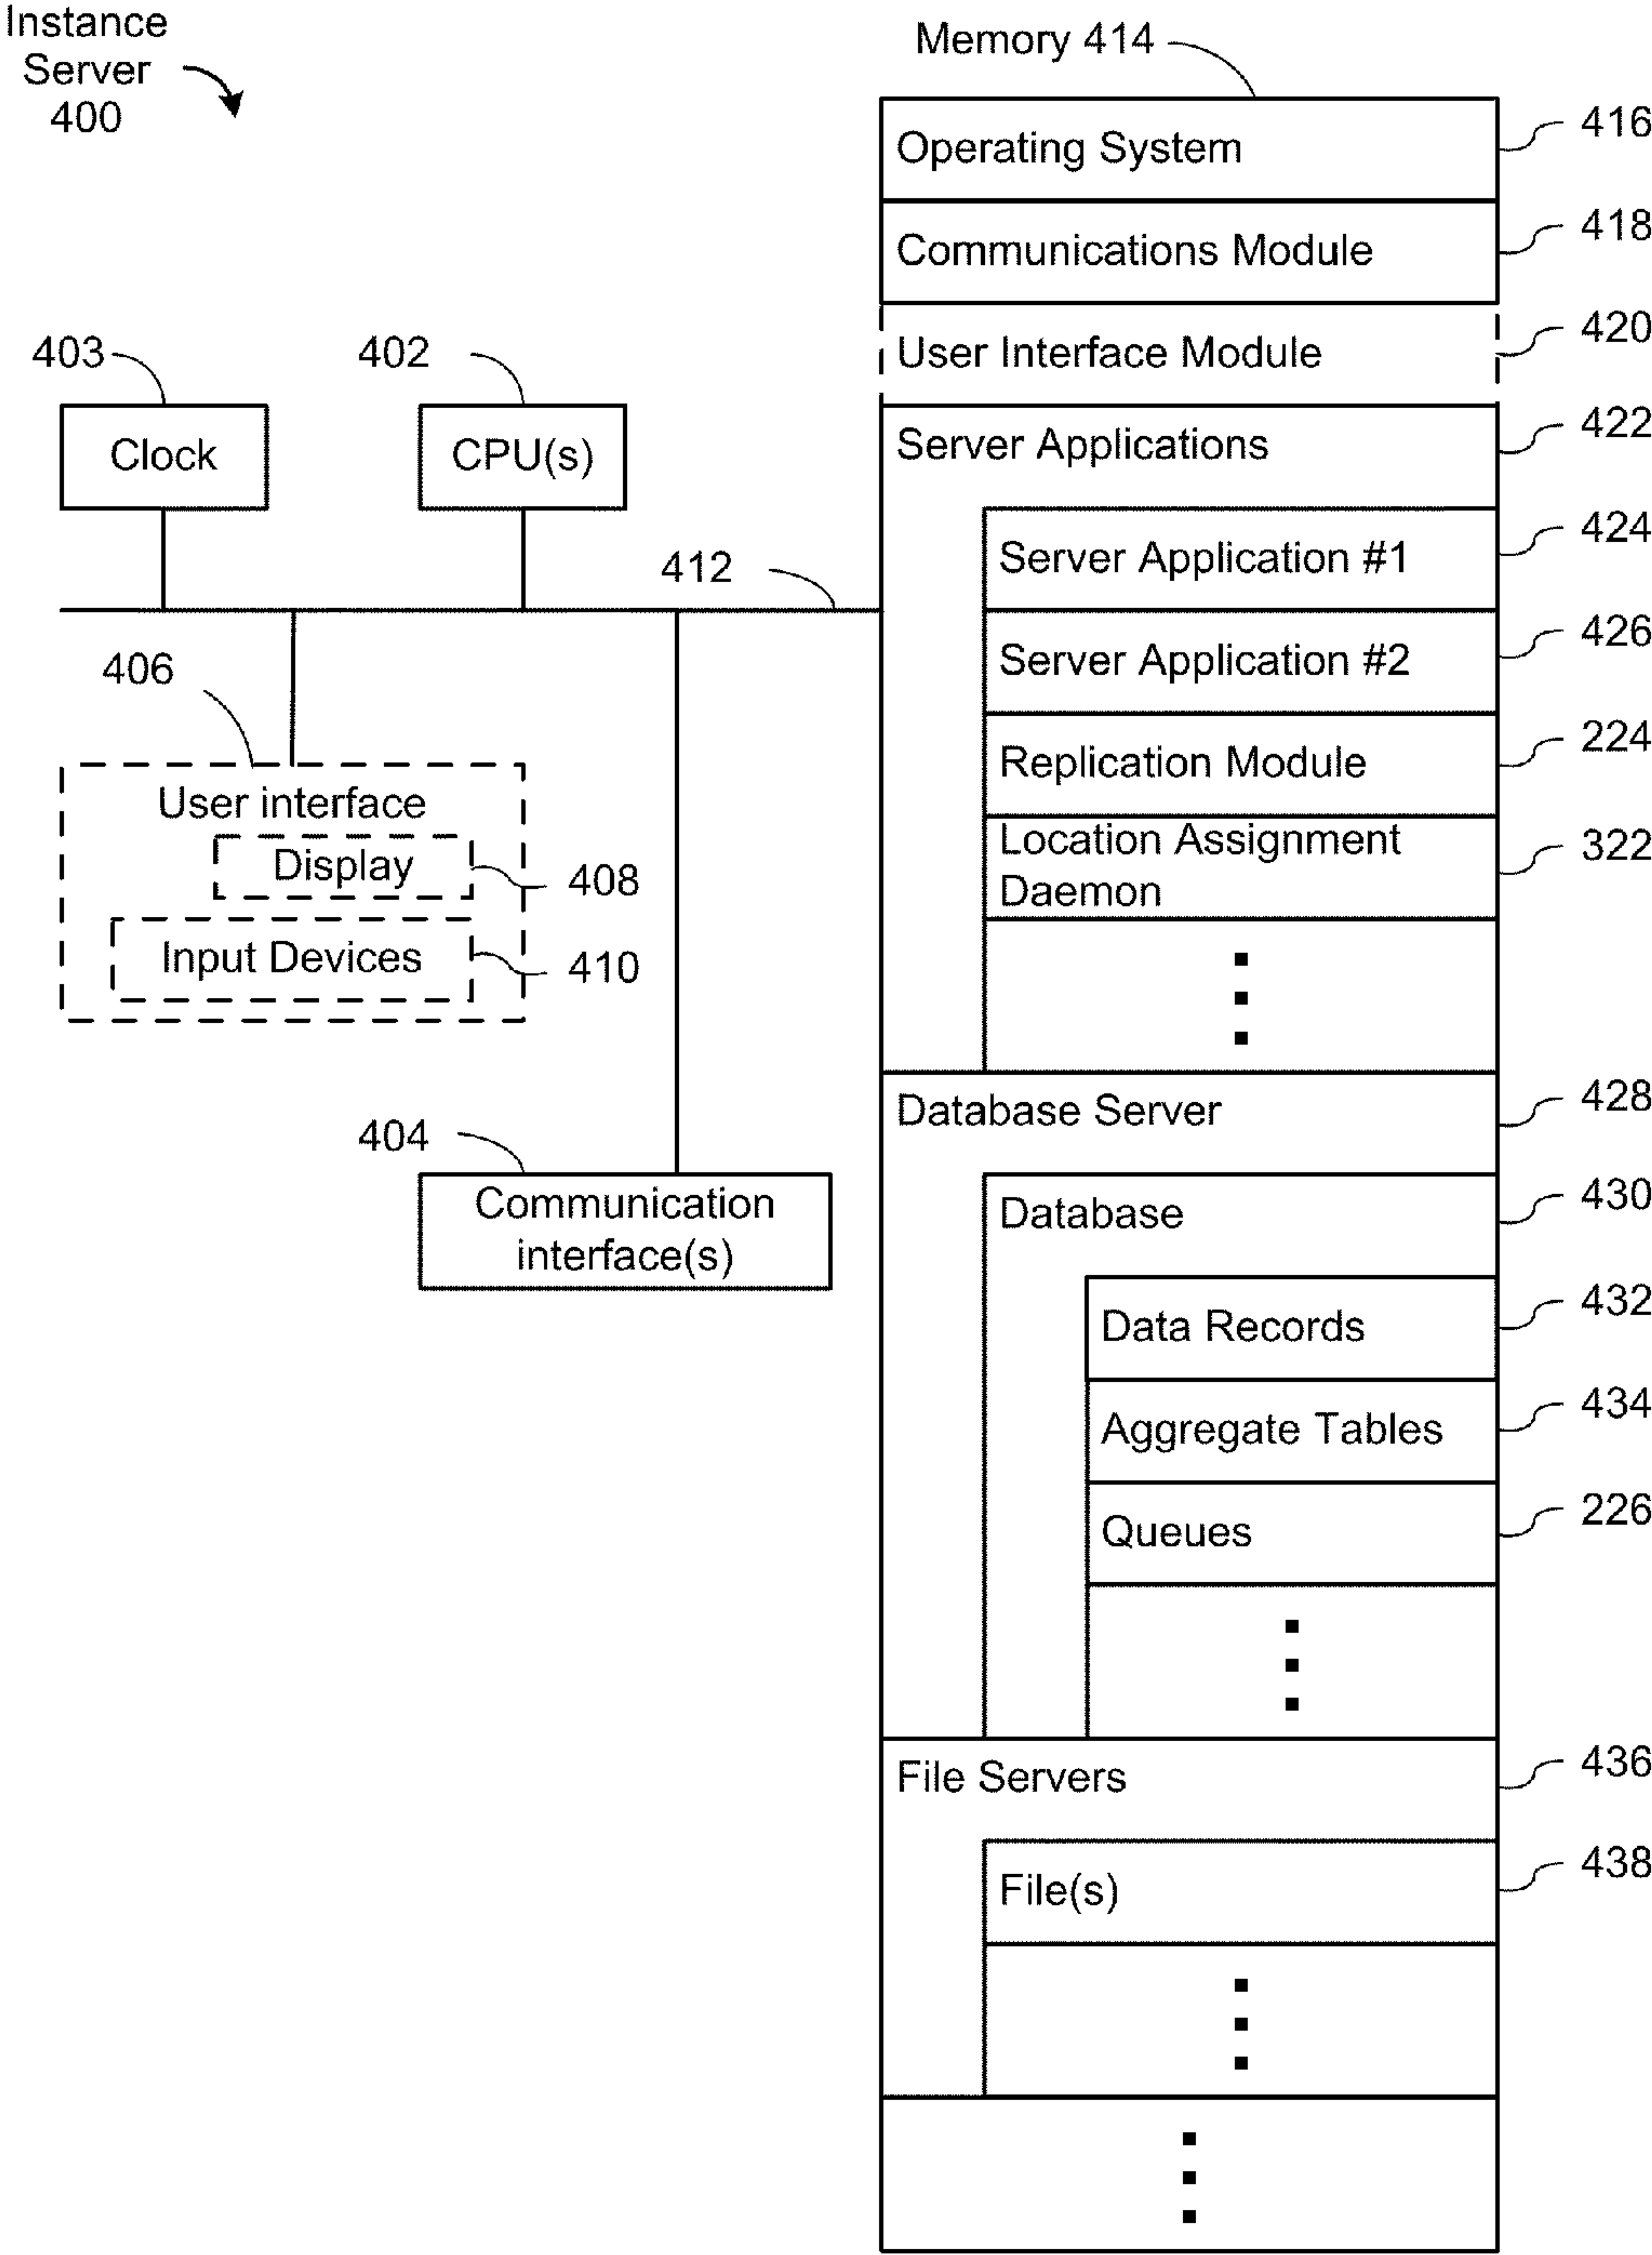 Instance
Server
400
Memory 414
Operating System
416
Communications Module
418
User Interface Module
420
403
402
Clock
CPU(s)
Server Applications
422
Server Application #1
424
412
Server Application #2
426
406
Replication Module
224
User interface
Display
408
Location Assignment
Daemon
322
Input Devices
410
Database Server
428
404
Communication
interface(s)
Database
430
Data Records
432
Aggregate Tables
434
Queues
226
File Servers
436
File(s)
438